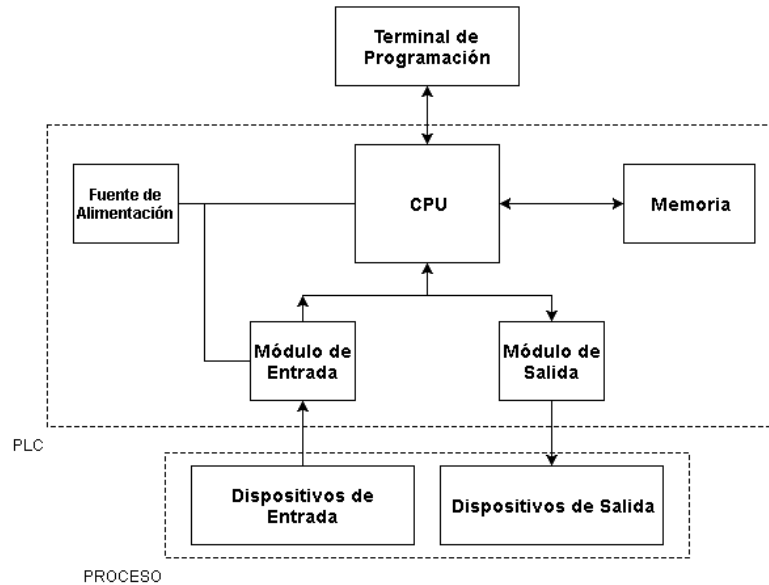 Terminal de
Programación
Fuente de
Alimentación
CPU
Memoria
Módulo de
Entrada
Módulo de
Salida
PLC
Dispositivos de
Entrada
Dispositivos de Salida
PROCESO